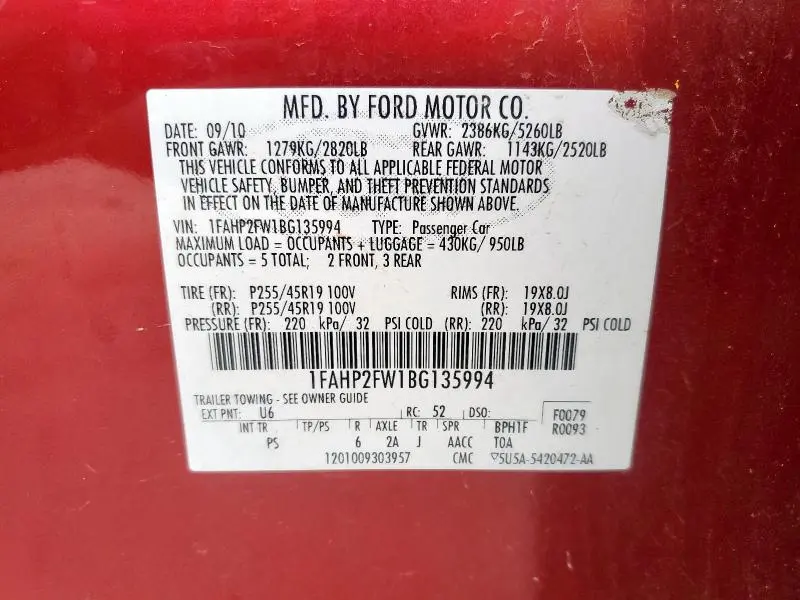 MFD. BY FORD MOTOR CO.
DATE: 09/10 GVWR: 2386KG/5260LB
FRONT GAWR: 1279KG/2820LB REAR GAWR: 1143KG/2520LB
THIS VEHICLE CONFORMS TO ALL APPLICABLE FEDERAL MOTOR
VEHICLE SAFETY, BUMPER, AND THEFT PREVENTION STANDARDS
IN EFFECT ON THE DATE OF MANUFACTURE SHOWN ABOVE.
VIN: 1FAHP2FW1BG135994 TYPE: Passenger Car
MAXIMUM LOAD = OCCUPANTS + LUGGAGE = 430KG/ 950LB
OCCUPANTS = 5 TOTAL; 2 FRONT, 3 REAR
TIRE (FR): P255/45R19 100V RIMS (FR): 19X8.0J
(RR): P255/45R19 100V (RR): 19X8.0J
PRESSURE (FR): 220 kPa/ 32 PSI COLD (RR): 220 kPa/ 32 PSI COLD
1FAHP2FW1BG135994
TRAILER TOWING - SEE OWNER GUIDE
EXT PNT: U6 RC: 52 DSO: F0079
INT TR TP/PS R AXLE TR SPR BPH1F R0093
PS 6 2A J AACC TOA
1201009303957 CMC 5U5A-5420472-AA